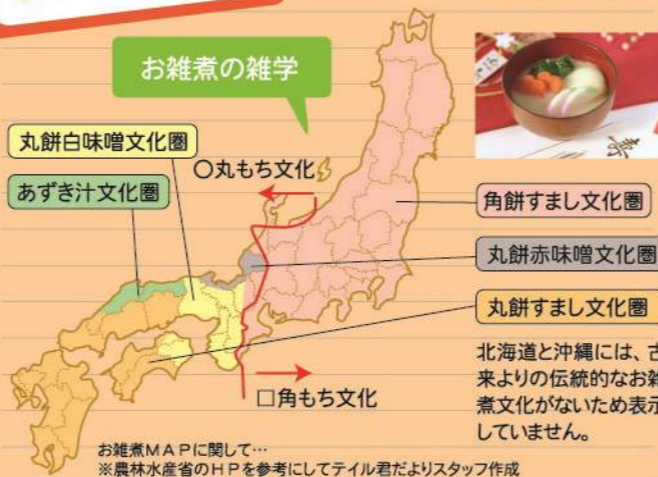 お雑煮の雑学
丸餅白味噌文化圏
あずき汁文化圏
○丸もち文化
角餅すまし文化圏
丸餅赤味噌文化圏
丸餅すまし文化圏
□角もち文化
北海道と沖縄には、古
来よりの伝統的なお雑
煮文化がないため表示
していません。
お雑煮MAPに関して…
※農林水産省のHPを参考にしてテイル君だよりスタッフ作成
寿